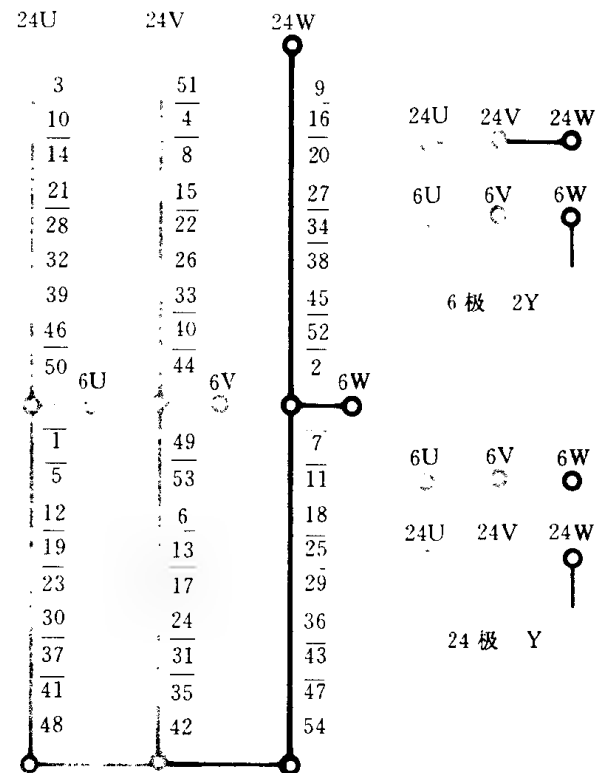 24U 24V 24W
3 51 9
10 4 16 24U 24V 24W
14 8 20
21 15 27 6U 6V 6W
28 22 34
32 26 38
39 33 45 6 极 2Y
46 40 52
50 44 2
6U 6V 6W
1 49 7
5 53 11 6U 6V 6W
12 6 18
19 13 25 24U 24V 24W
23 17 29
30 24 36
37 31 43 24 极 Y
41 35 47
48 42 54